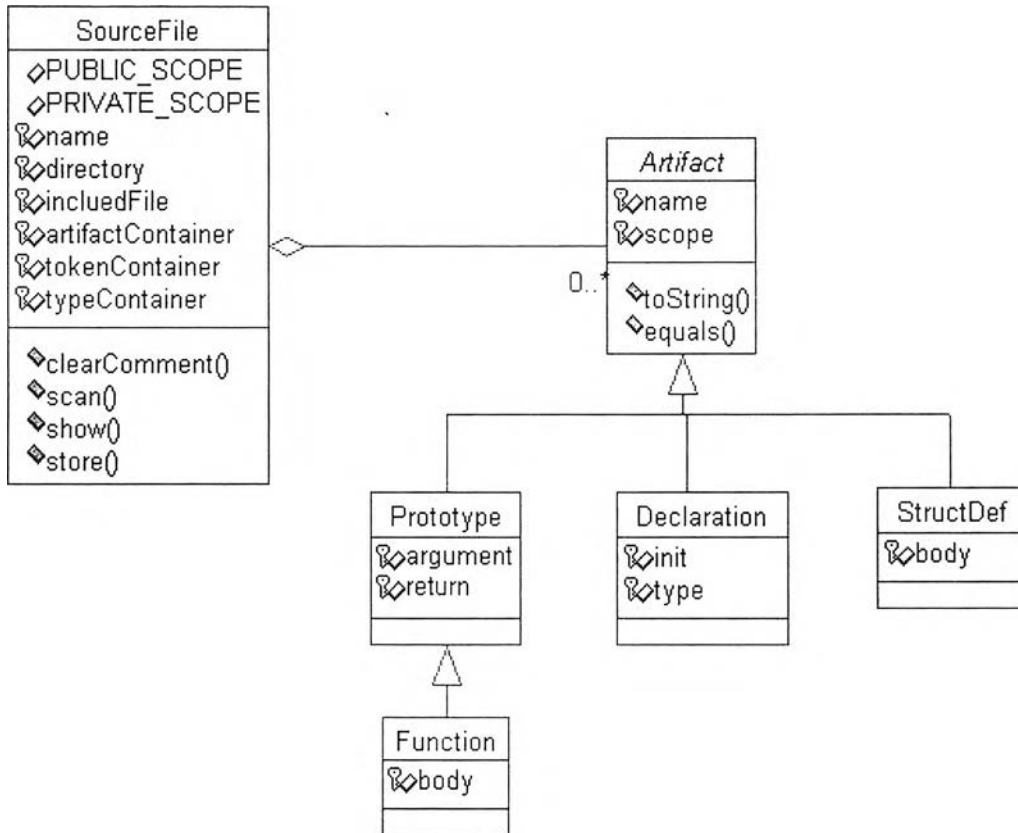 SourceFile
PUBLIC_SCOPE
PRIVATE_SCOPE
name
directory
incluedFile
artifactContainer
tokenContainer
typeContainer
clearComment()
scan()
show()
store()
Artifact
name
scope
0..*
toString()
equals()
Prototype
argument
return
Declaration
init
type
StructDef
body
Function
body